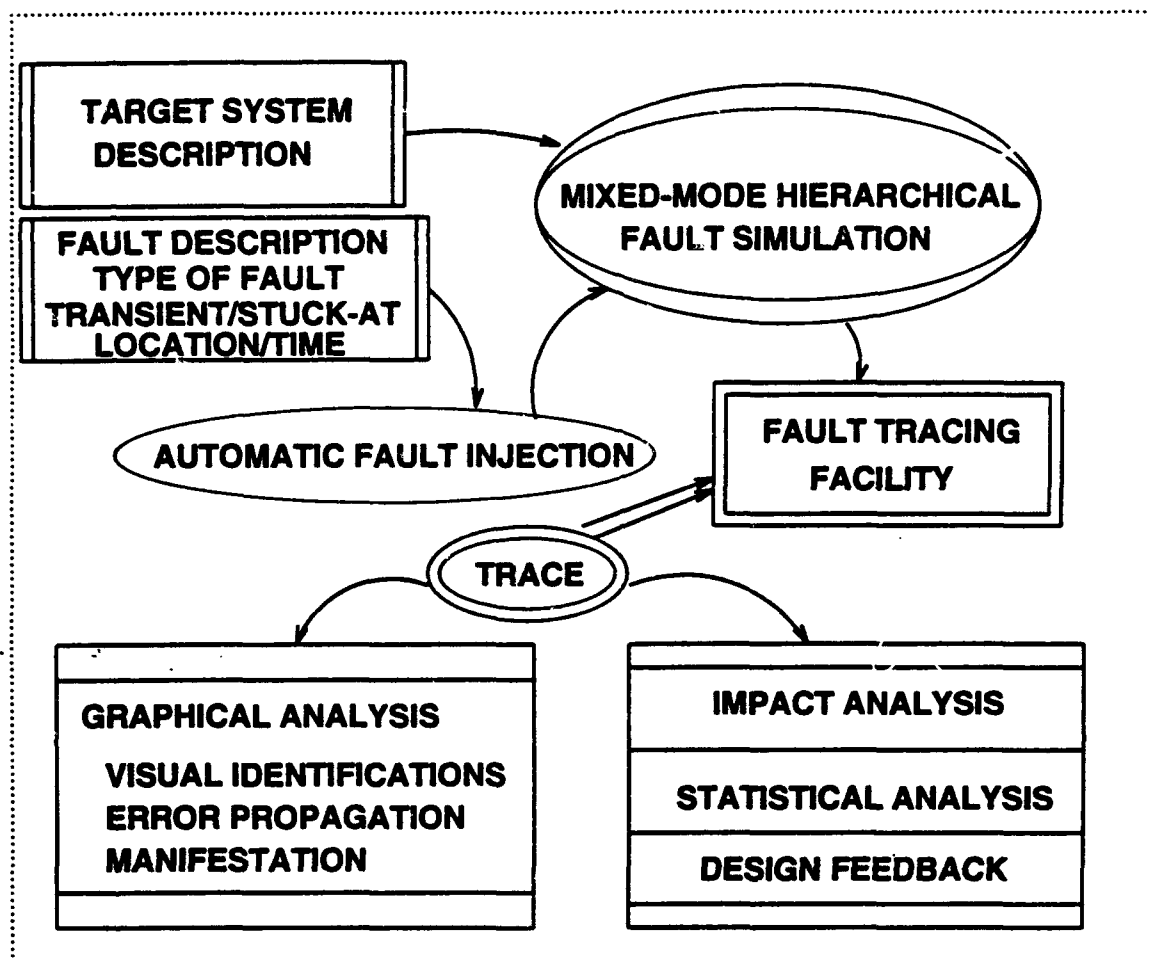 TARGET SYSTEM
DESCRIPTION
FAULT DESCRIPTION
TYPE OF FAULT
TRANSIENT/STUCK-AT
LOCATION/TIME
MIXED-MODE HIERARCHICAL
FAULT SIMULATION
AUTOMATIC FAULT INJECTION
FAULT TRACING
FACILITY
TRACE
GRAPHICAL ANALYSIS
VISUAL IDENTIFICATIONS
ERROR PROPAGATION
MANIFESTATION
IMPACT ANALYSIS
STATISTICAL ANALYSIS
DESIGN FEEDBACK